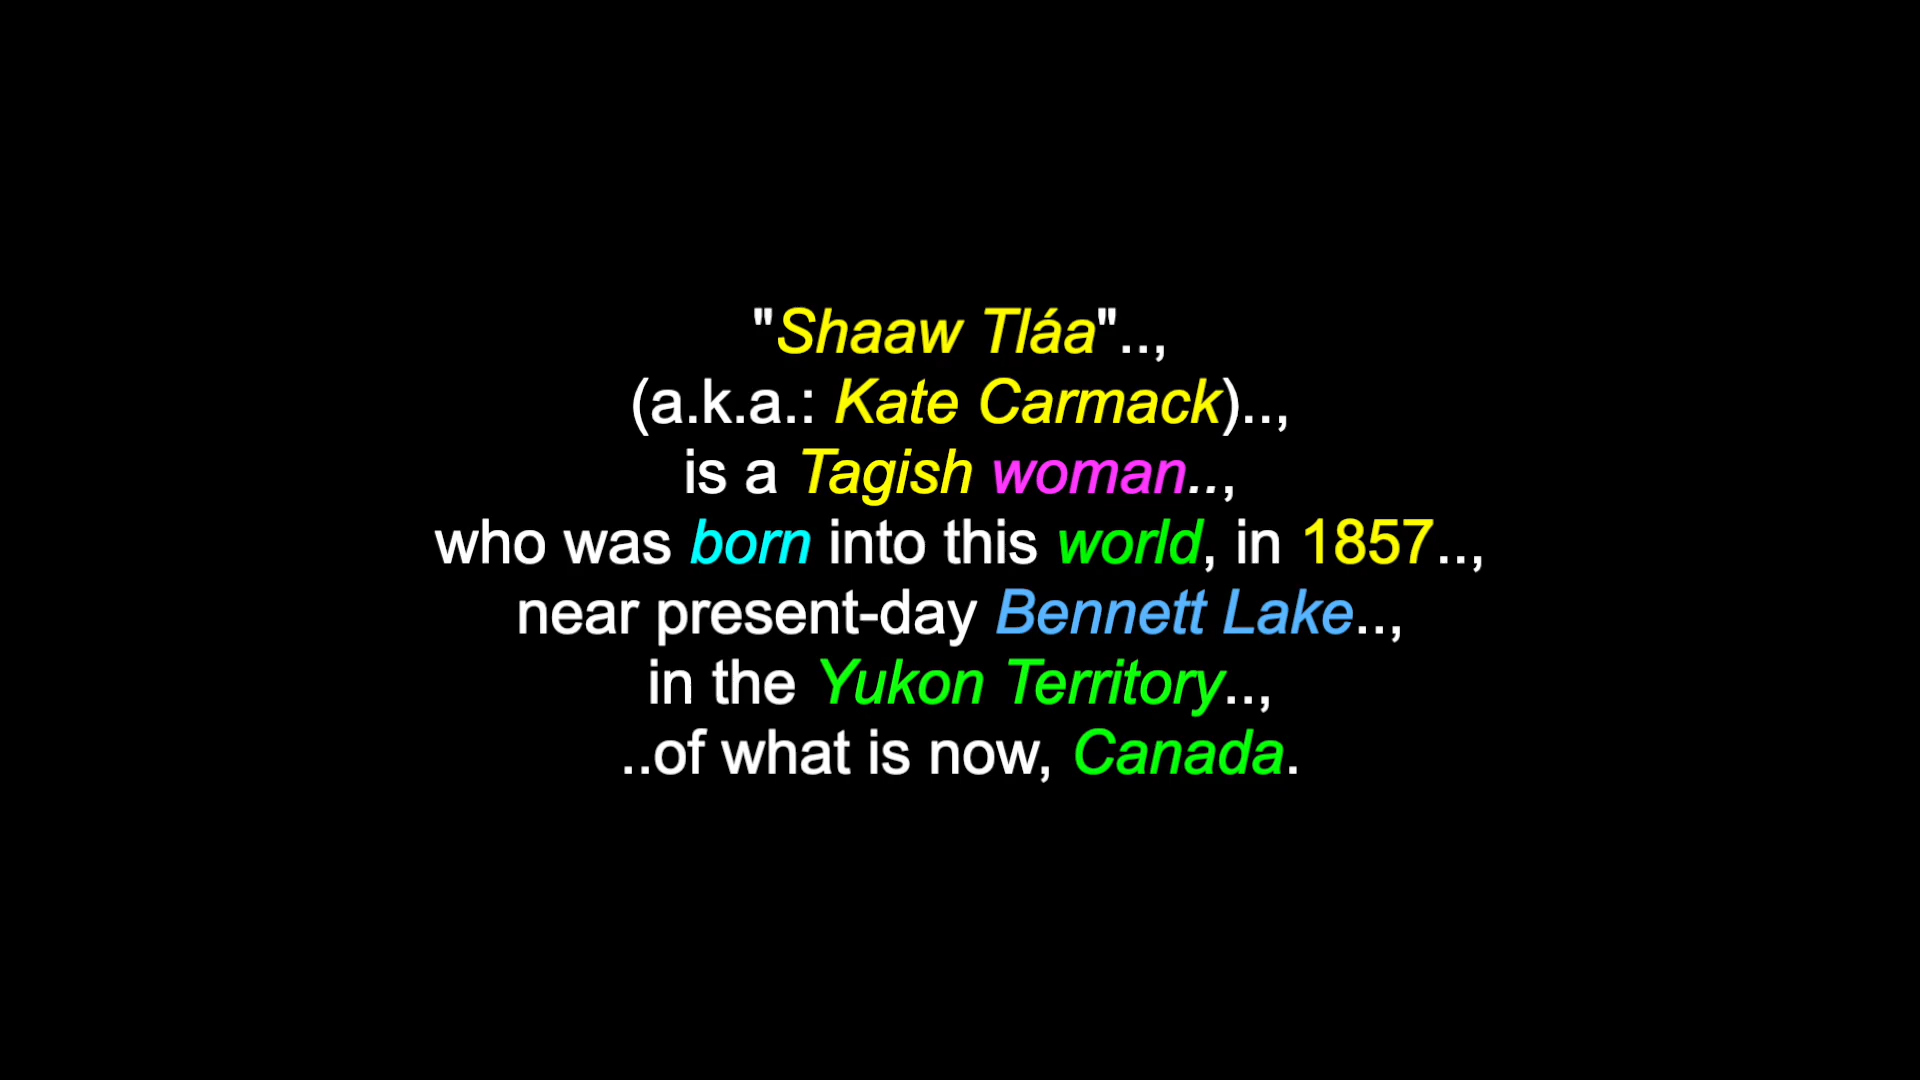 "Shaaw Tláa"..,
(a.k.a.: Kate Carmack)..,
is a Tagish woman..,
who was born into this world, in 1857..,
near present-day Bennett Lake..,
in the Yukon Territory..,
..of what is now, Canada.